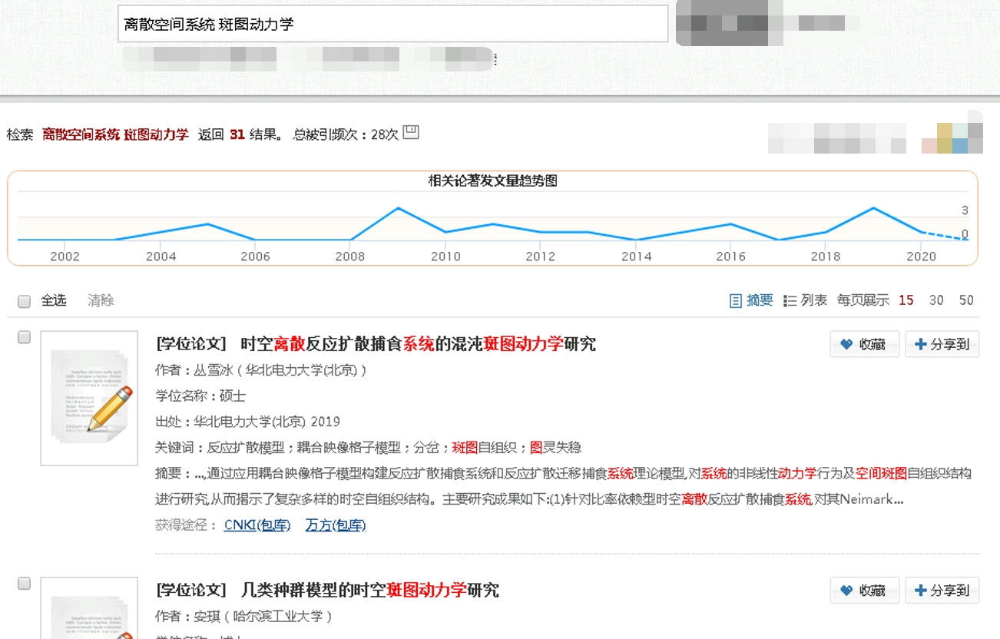 离散空间系统 斑图动力学
检索 离散空间系统 斑图动力学 返回 31 结果。 总被引频次：28次
相关论著发文量趋势图
3
0
2002 2004 2006 2008 2010 2012 2014 2016 2018 2020
全选 清除 摘要 列表 每页展示 15 30 50
[学位论文] 时空离散反应扩散捕食系统的混沌斑图动力学研究 收藏 分享到
作者：丛雪冰（华北电力大学(北京)）
学位名称：硕士
出处：华北电力大学(北京) 2019
关键词：反应扩散模型；耦合映像格子模型；分岔；斑图自组织；图灵失稳
摘要：...,通过应用耦合映像格子模型构建反应扩散捕食系统和反应扩散迁移捕食系统理论模型,对系统的非线性动力学行为及空间斑图自组织结构
进行研究,从而揭示了复杂多样的时空自组织结构。主要研究成果如下:(1)针对比率依赖型时空离散反应扩散捕食系统,对其Neimark...
获得途径： CNKI(包库) 万方(包库)
[学位论文] 几类种群模型的时空斑图动力学研究 收藏 分享到
作者：安琪（哈尔滨工业大学）